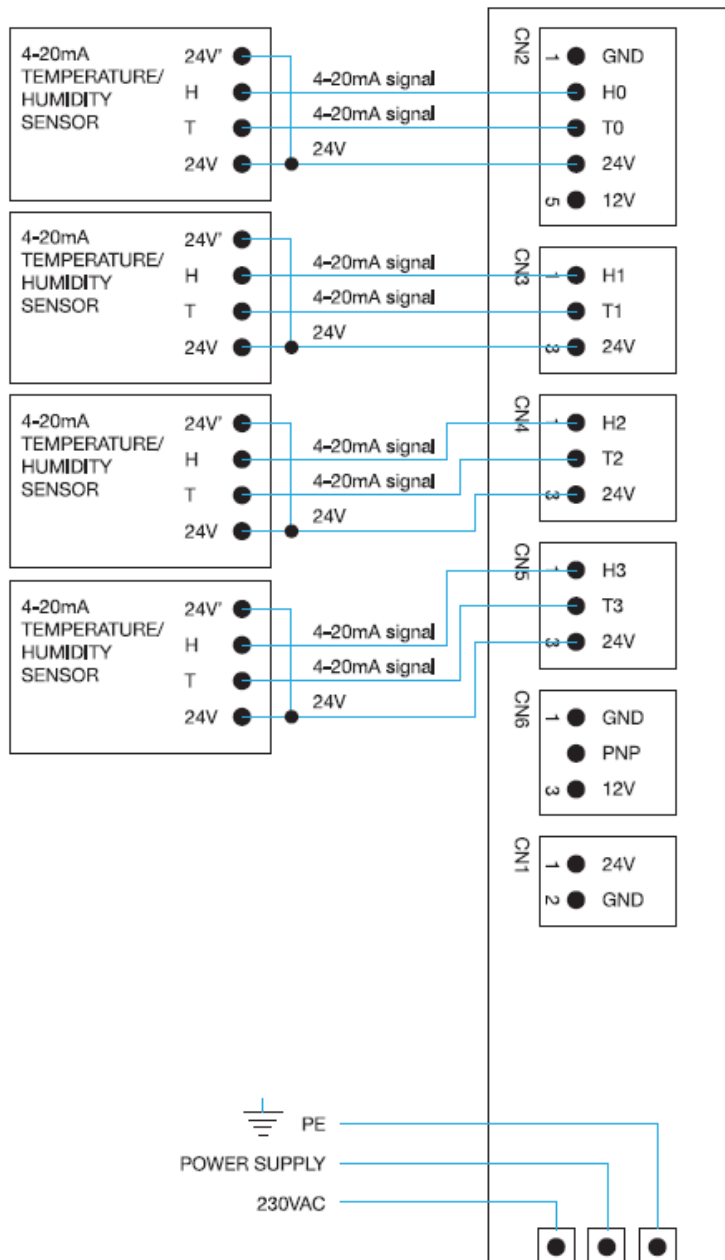 4-20mA
TEMPERATURE/
HUMIDITY
SENSOR
24V'
H
T
24V
4-20mA signal
4-20mA signal
24V
CN2
1
GND
H0
T0
24V
5
12V
4-20mA
TEMPERATURE/
HUMIDITY
SENSOR
24V'
H
T
24V
4-20mA signal
4-20mA signal
24V
CN3
1
H1
T1
3
24V
4-20mA
TEMPERATURE/
HUMIDITY
SENSOR
24V'
H
T
24V
4-20mA signal
4-20mA signal
24V
CN4
1
H2
T2
3
24V
4-20mA
TEMPERATURE/
HUMIDITY
SENSOR
24V'
H
T
24V
4-20mA signal
4-20mA signal
24V
CN5
1
H3
T3
3
24V
CN6
1
GND
PNP
3
12V
CN1
1
24V
2
GND
PE
POWER SUPPLY
230VAC